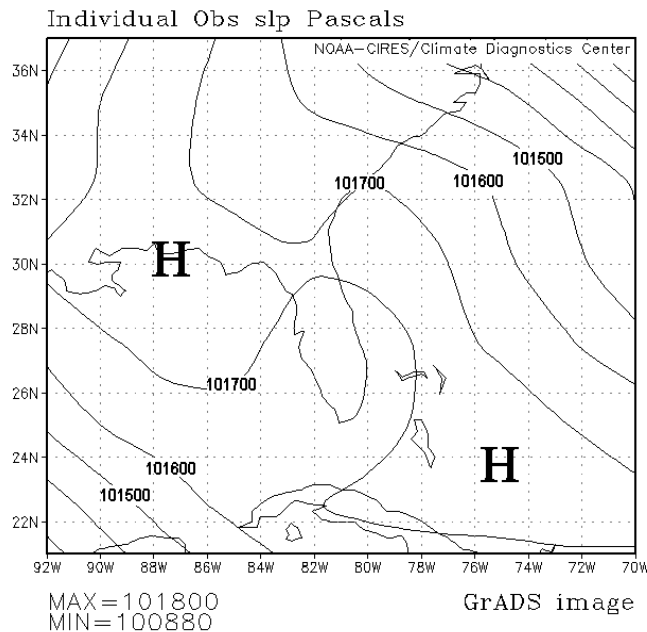 Individual Obs slp Pascals
NOAA-CIRES/Climate Diagnostics Center
36N
34N
101500
32N
101700
101600
30N
H
28N
26N
101700
24N
101600
H
101500
22N
92W 90W 88W 86W 84W 82W 80W 78W 76W 74W 72W 70W
MAX=101800
GrADS image
MIN=100880